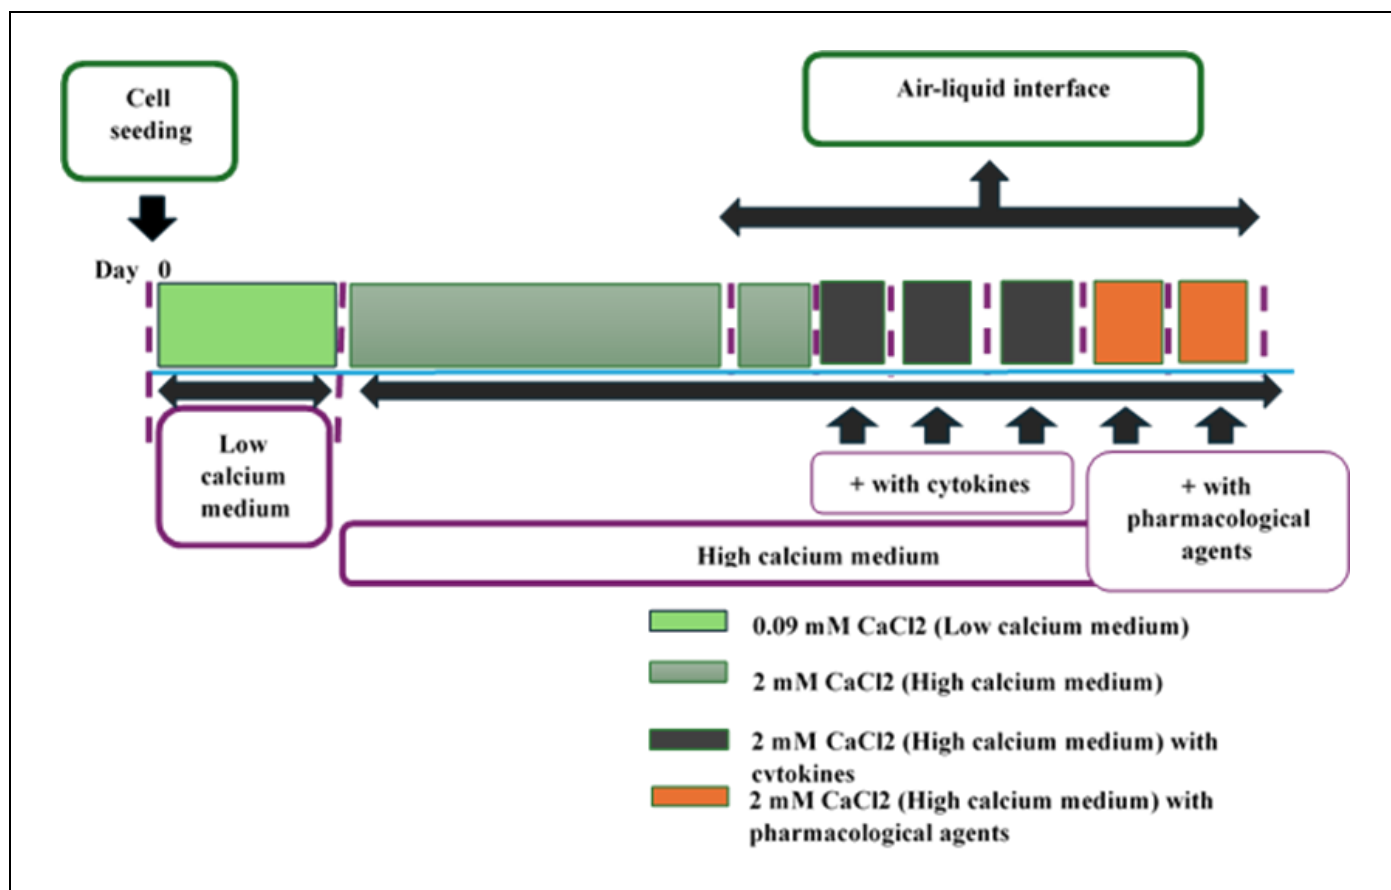 Cell
seeding
Air-liquid interface
Day 0
Low
calcium
medium
+ with cytokines
+ with
pharmacological
agents
High calcium medium
0.09 mM CaCl2 (Low calcium medium)
2 mM CaCl2 (High calcium medium)
2 mM CaCl2 (High calcium medium) with
cytokines
2 mM CaCl2 (High calcium medium) with
pharmacological agents